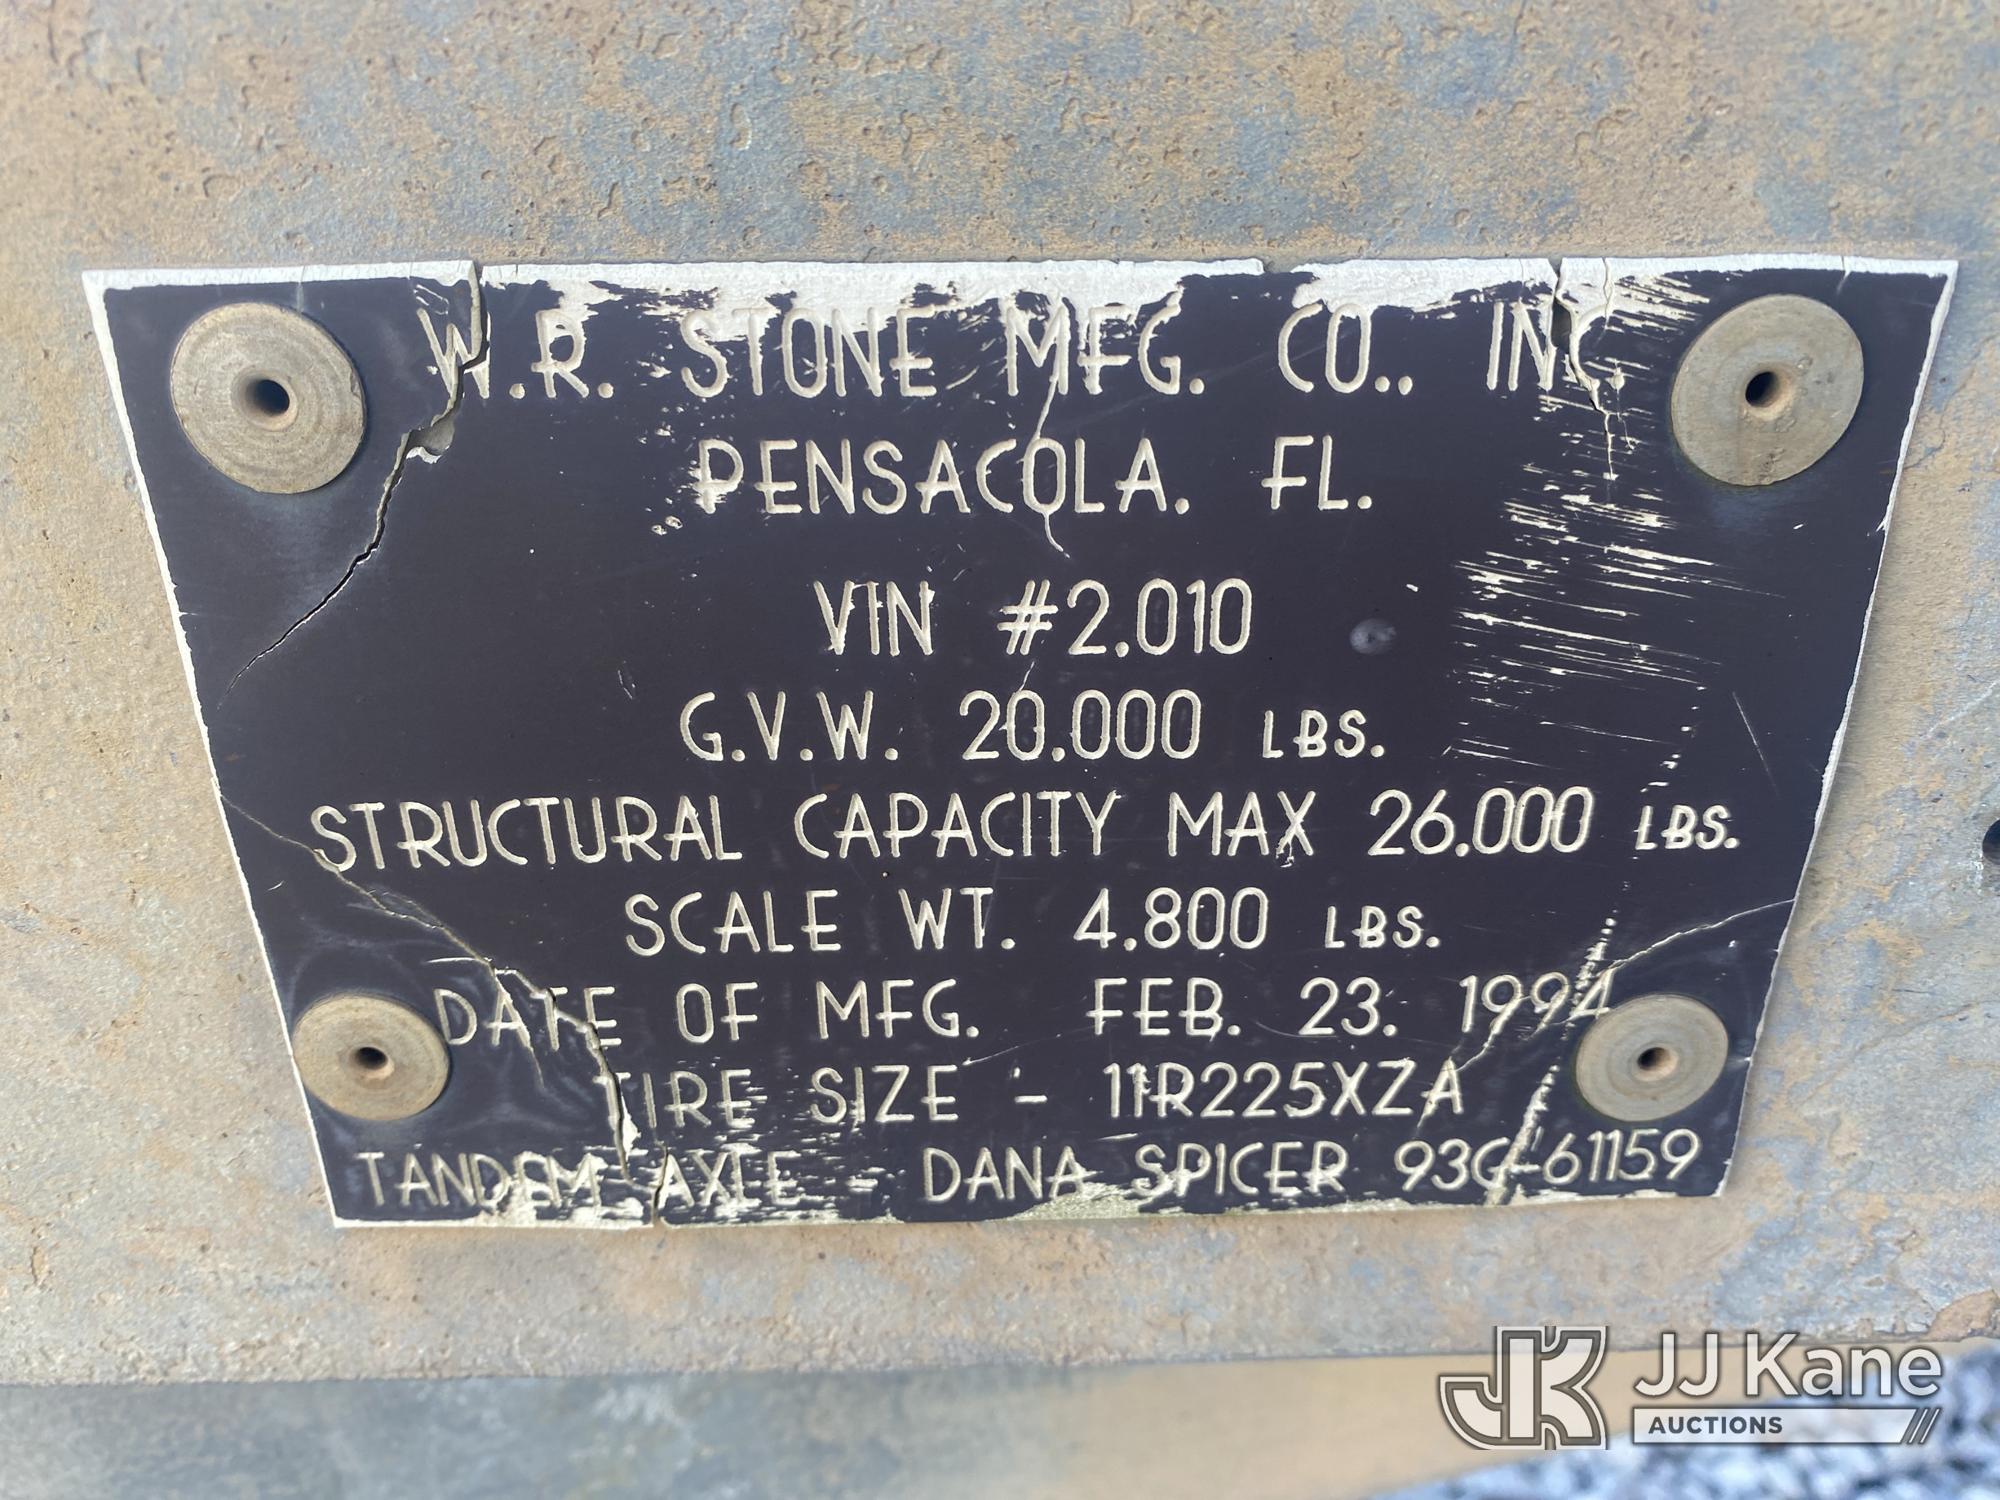 W.R. STONE MFG. CO., INC.
PENSACOLA. FL.
VIN #2.010
G.V.W. 20.000 LBS.
STRUCTURAL CAPACITY MAX 26.000 LBS.
SCALE WT. 4.800 LBS.
DATE OF MFG. FEB. 23. 1994
TIRE SIZE - 11R225XZA
TANDEM AXLE - DANA SPICER 93G-61159
JK JJ Kane
AUCTIONS